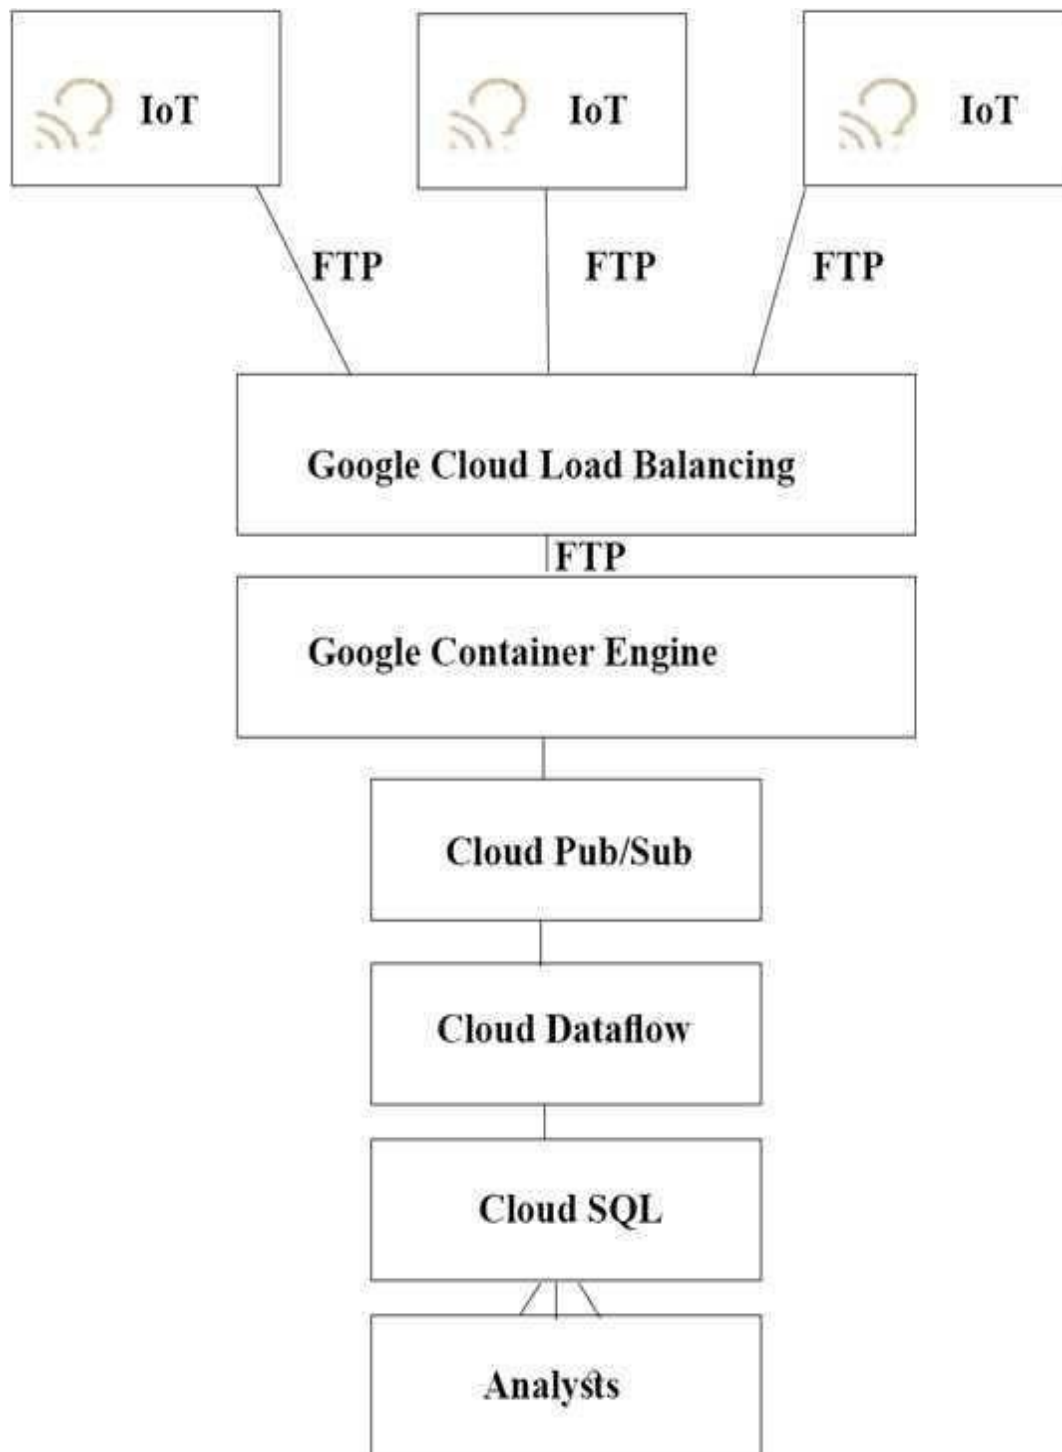 IoT
IoT
IoT
FTP
FTP
FTP
Google Cloud Load Balancing
FTP
Google Container Engine
Cloud Pub/Sub
Cloud Dataflow
Cloud SQL
Analysts